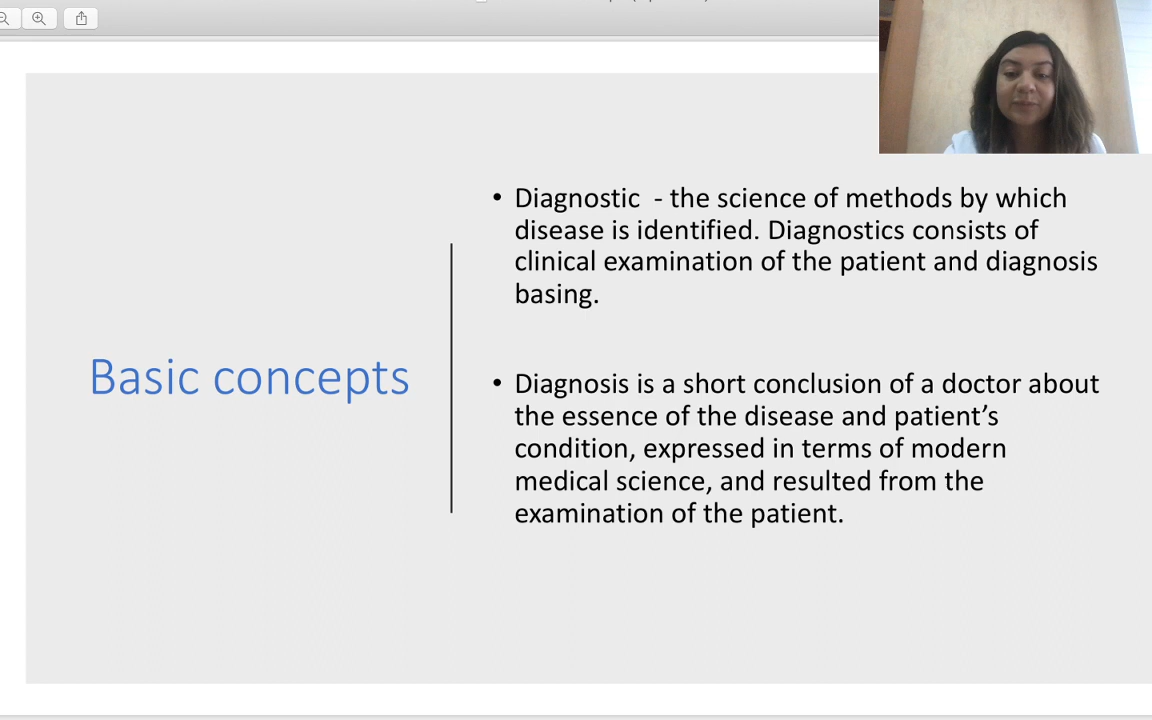 • Diagnostic  - the science of methods by which
disease is identified. Diagnostics consists of
clinical examination of the patient and diagnosis
basing.
Basic concepts
• Diagnosis is a short conclusion of a doctor about
the essence of the disease and patient’s
condition, expressed in terms of modern
medical science, and resulted from the
examination of the patient.